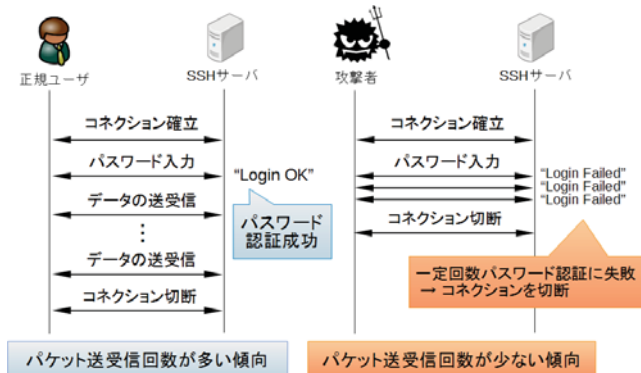 正規ユーザ
SSHサーバ
コネクション確立
パスワード入力
"Login OK"
データの送受信
パスワード
認証成功
データの送受信
コネクション切断
パケット送受信回数が多い傾向
攻撃者
SSHサーバ
コネクション確立
パスワード入力
"Login Failed"
"Login Failed"
"Login Failed"
コネクション切断
一定回数パスワード認証に失敗
→ コネクションを切断
パケット送受信回数が少ない傾向